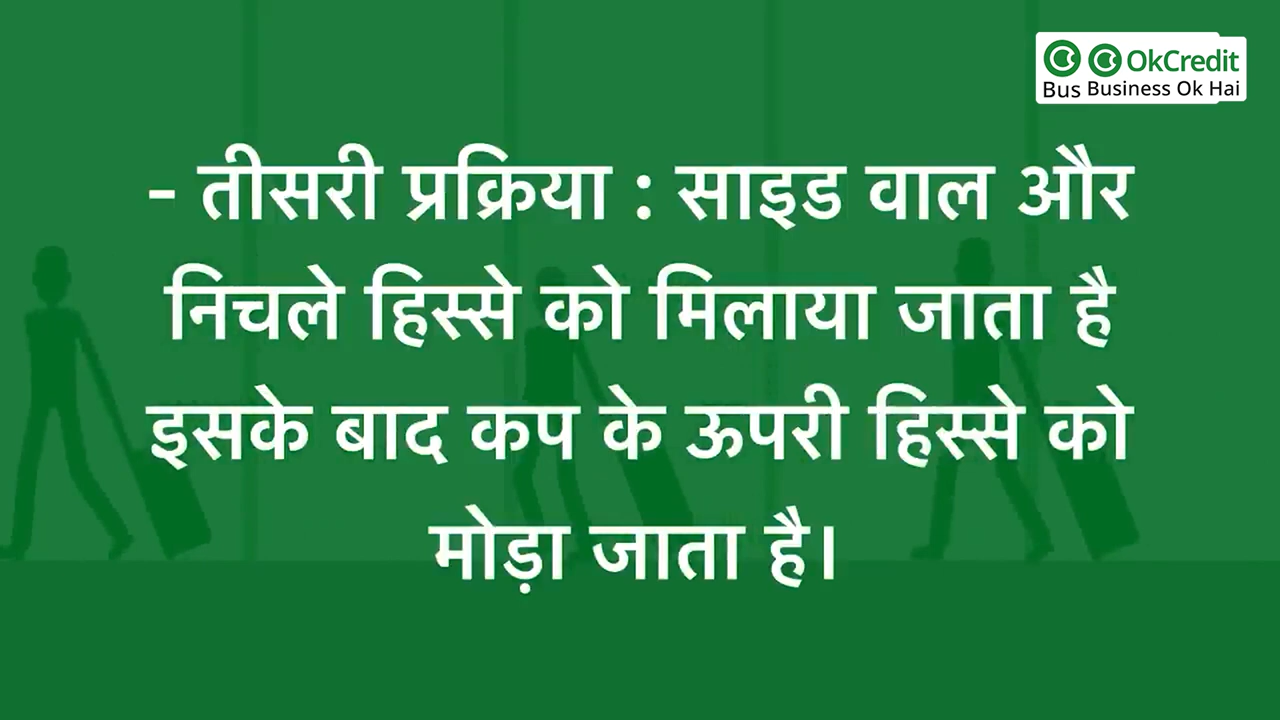 OkCredit
Bus Business Ok Hai
- तीसरी प्रक्रिया : साइड वाल और
निचले हिस्से को मिलाया जाता है
इसके बाद कप के ऊपरी हिस्से को
मोड़ा जाता है।